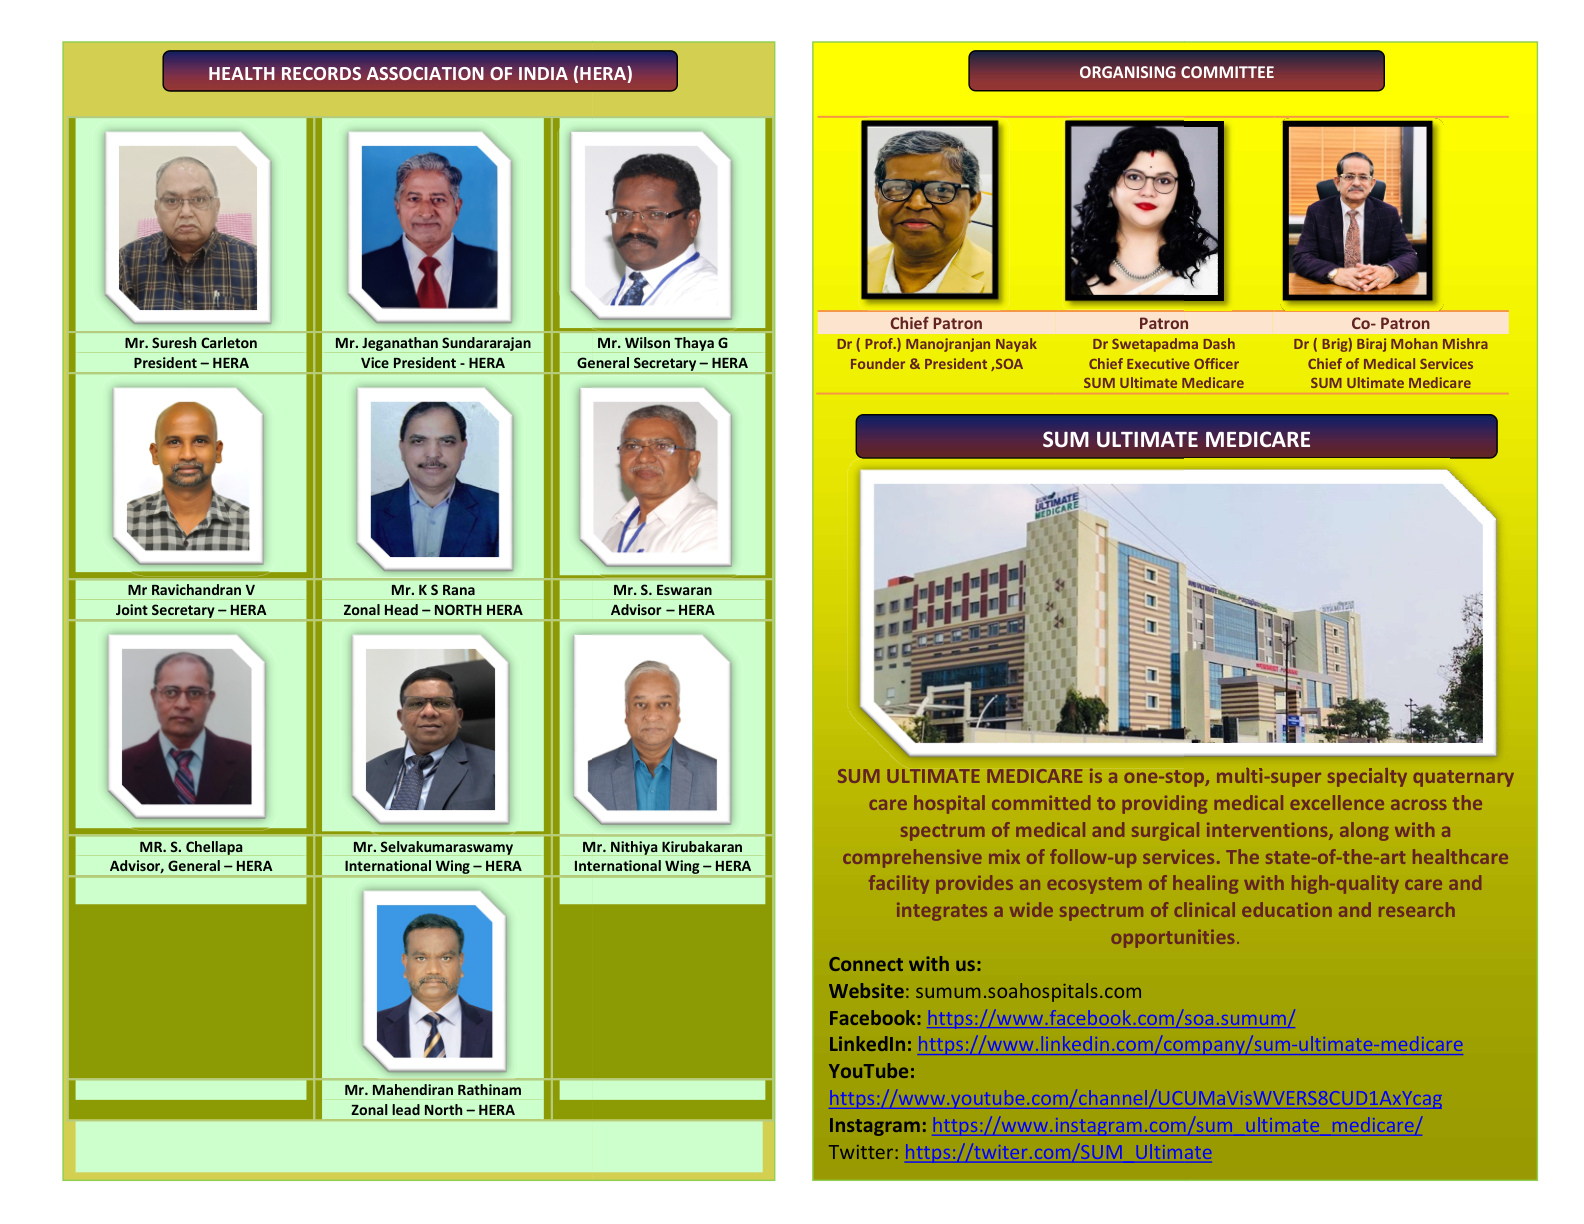 HEALTH RECORDS ASSOCIATION OF INDIA (HERA)
Mr. Suresh Carleton
President – HERA
Mr. Jeganathan Sundararajan
Vice President - HERA
Mr. Wilson Thaya G
General Secretary – HERA
Mr Ravichandran V
Joint Secretary – HERA
Mr. K S Rana
Zonal Head – NORTH HERA
Mr. S. Eswaran
Advisor – HERA
MR. S. Chellapa
Advisor, General – HERA
Mr. Selvakumaraswamy
International Wing – HERA
Mr. Nithiya Kirubakaran
International Wing – HERA
Mr. Mahendiran Rathinam
Zonal lead North – HERA
ORGANISING COMMITTEE
Chief Patron
Dr ( Prof.) Manojranjan Nayak
Founder & President ,SOA
Patron
Dr Swetapadma Dash
Chief Executive Officer
SUM Ultimate Medicare
Co- Patron
Dr ( Brig) Biraj Mohan Mishra
Chief of Medical Services
SUM Ultimate Medicare
SUM ULTIMATE MEDICARE
SUM
ULTIMATE
MEDICARE
SUM ULTIMATE MEDICARE is a one-stop, multi-super specialty quaternary
care hospital committed to providing medical excellence across the
spectrum of medical and surgical interventions, along with a
comprehensive mix of follow-up services. The state-of-the-art healthcare
facility provides an ecosystem of healing with high-quality care and
integrates a wide spectrum of clinical education and research
opportunities.
Connect with us:
Website: sumum.soahospitals.com
Facebook: https://www.facebook.com/soa.sumum/
LinkedIn: https://www.linkedin.com/company/sum-ultimate-medicare
YouTube:
https://www.youtube.com/channel/UCUMaVisWVERS8CUD1AxYcag
Instagram: https://www.instagram.com/sum_ultimate_medicare/
Twitter: https://twiter.com/SUM_Ultimate